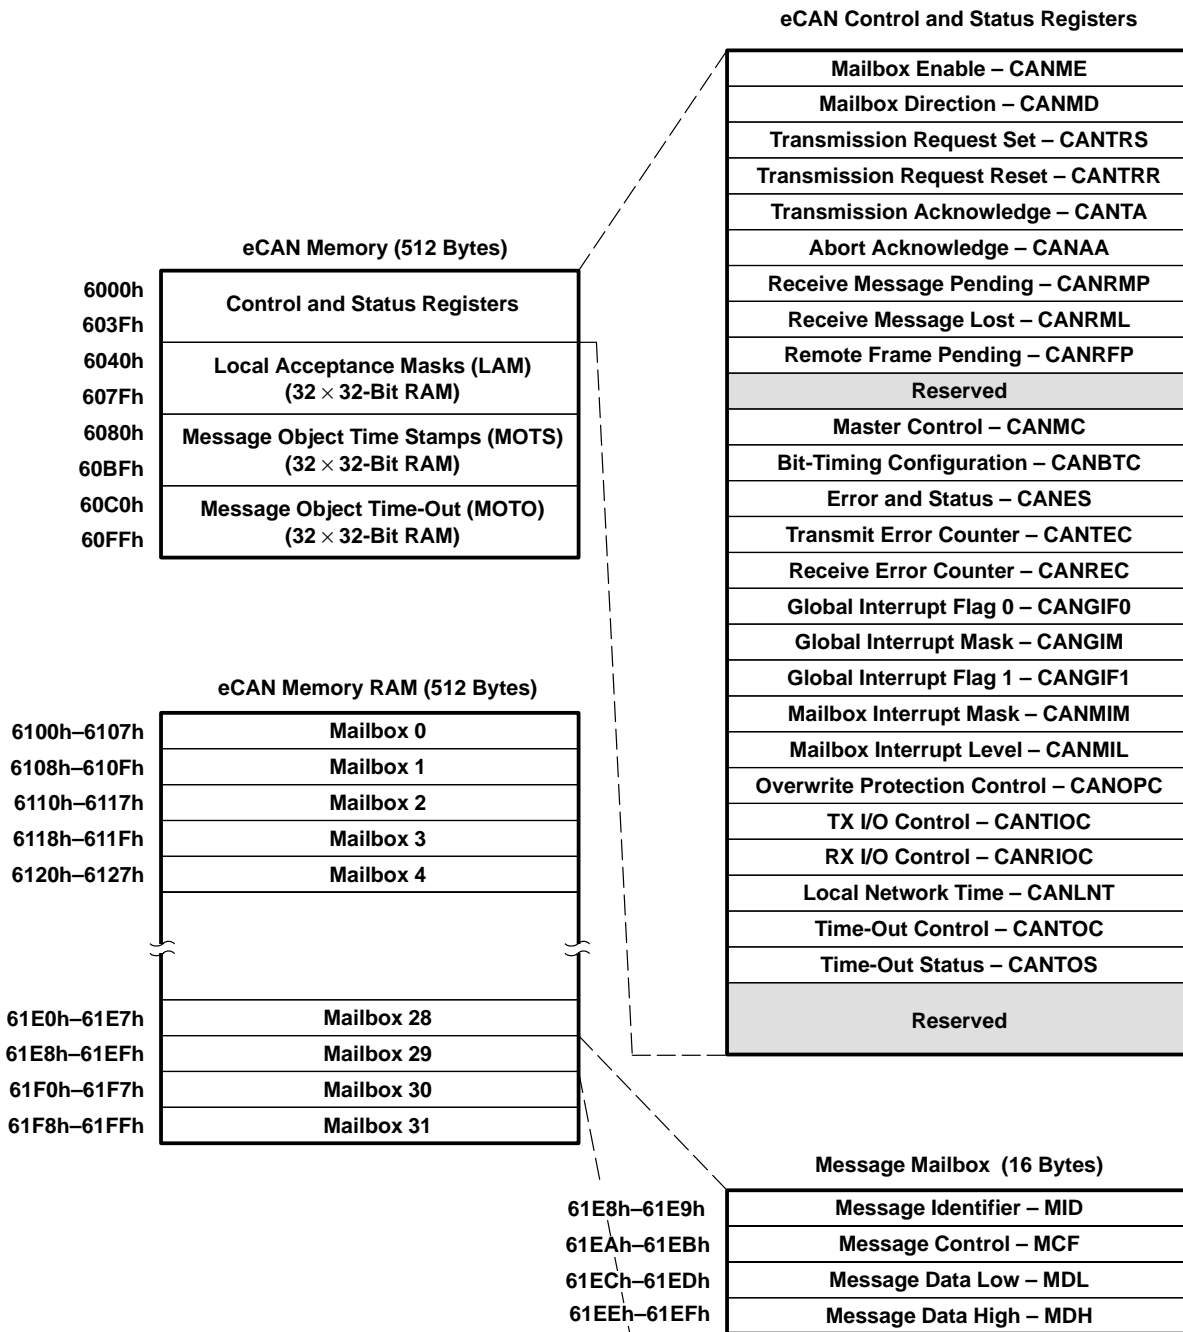 eCAN Control and Status Registers
Mailbox Enable – CANME
Mailbox Direction – CANMD
Transmission Request Set – CANTRS
Transmission Request Reset – CANTRR
Transmission Acknowledge – CANTA
Abort Acknowledge – CANAA
Receive Message Pending – CANRMP
Receive Message Lost – CANRML
Remote Frame Pending – CANRFP
Reserved
Master Control – CANMC
Bit-Timing Configuration – CANBTC
Error and Status – CANES
Transmit Error Counter – CANTEC
Receive Error Counter – CANREC
Global Interrupt Flag 0 – CANGIF0
Global Interrupt Mask – CANGIM
Global Interrupt Flag 1 – CANGIF1
Mailbox Interrupt Mask – CANMIM
Mailbox Interrupt Level – CANMIL
Overwrite Protection Control – CANOPC
TX I/O Control – CANTIOC
RX I/O Control – CANRIOC
Local Network Time – CANLNT
Time-Out Control – CANTOC
Time-Out Status – CANTOS
Reserved
eCAN Memory (512 Bytes)
6000h
Control and Status Registers
603Fh
6040h
Local Acceptance Masks (LAM)
(32 × 32-Bit RAM)
607Fh
6080h
Message Object Time Stamps (MOTS)
(32 × 32-Bit RAM)
60BFh
60C0h
Message Object Time-Out (MOTO)
(32 × 32-Bit RAM)
60FFh
eCAN Memory RAM (512 Bytes)
6100h–6107h Mailbox 0
6108h–610Fh Mailbox 1
6110h–6117h Mailbox 2
6118h–611Fh Mailbox 3
6120h–6127h Mailbox 4
61E0h–61E7h Mailbox 28
61E8h–61EFh Mailbox 29
61F0h–61F7h Mailbox 30
61F8h–61FFh Mailbox 31
Message Mailbox (16 Bytes)
61E8h–61E9h Message Identifier – MID
61EAh–61EBh Message Control – MCF
61ECh–61EDh Message Data Low – MDL
61EEh–61EFh Message Data High – MDH